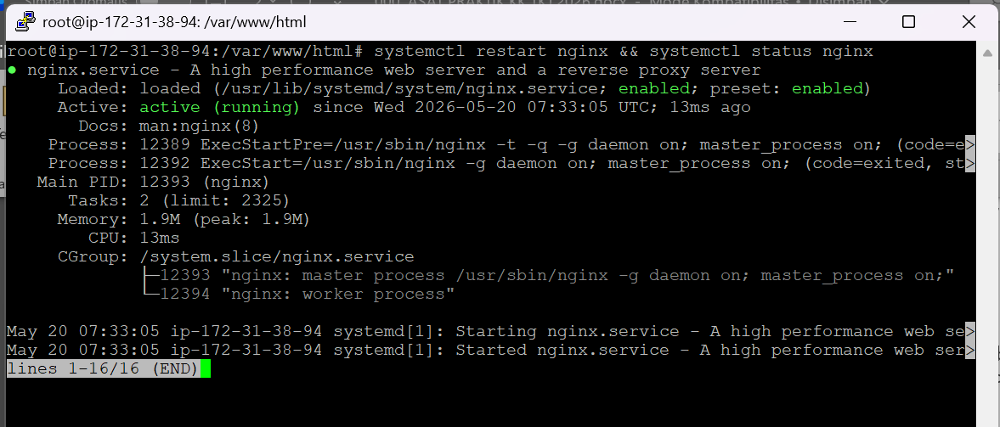 root@ip-172-31-38-94: /var/www/html
root@ip-172-31-38-94:/var/www/html# systemctl restart nginx && systemctl status nginx
● nginx.service - A high performance web server and a reverse proxy server
Loaded: loaded (/usr/lib/systemd/system/nginx.service; enabled; preset: enabled)
Active: active (running) since Wed 2026-05-20 07:33:05 UTC; 13ms ago
Docs: man:nginx(8)
Process: 12389 ExecStartPre=/usr/sbin/nginx -t -q -g daemon on; master_process on; (code=e>
Process: 12392 ExecStart=/usr/sbin/nginx -g daemon on; master_process on; (code=exited, st>
Main PID: 12393 (nginx)
Tasks: 2 (limit: 2325)
Memory: 1.9M (peak: 1.9M)
CPU: 13ms
CGroup: /system.slice/nginx.service
├─12393 "nginx: master process /usr/sbin/nginx -g daemon on; master_process on;"
└─12394 "nginx: worker process"
May 20 07:33:05 ip-172-31-38-94 systemd[1]: Starting nginx.service - A high performance web se>
May 20 07:33:05 ip-172-31-38-94 systemd[1]: Started nginx.service - A high performance web ser>
lines 1-16/16 (END)